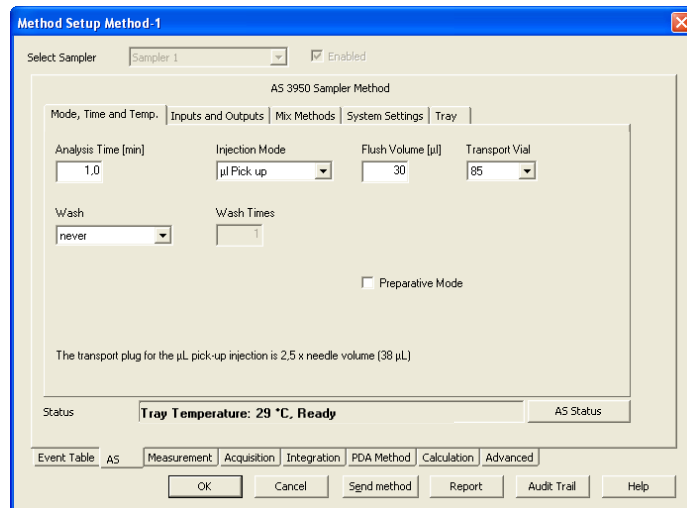 Method Setup Method-1
Select Sampler Sampler 1 Enabled
AS 3950 Sampler Method
Mode, Time and Temp. Inputs and Outputs Mix Methods System Settings Tray
Analysis Time [min] Injection Mode Flush Volume [µl] Transport Vial
1,0 µl Pick up 30 85
Wash Wash Times
never 1
Preparative Mode
The transport plug for the µL pick-up injection is 2,5 x needle volume (38 µL)
Status Tray Temperature: 29 °C, Ready AS Status
Event Table AS Measurement Acquisition Integration PDA Method Calculation Advanced
OK Cancel Send method Report Audit Trail Help